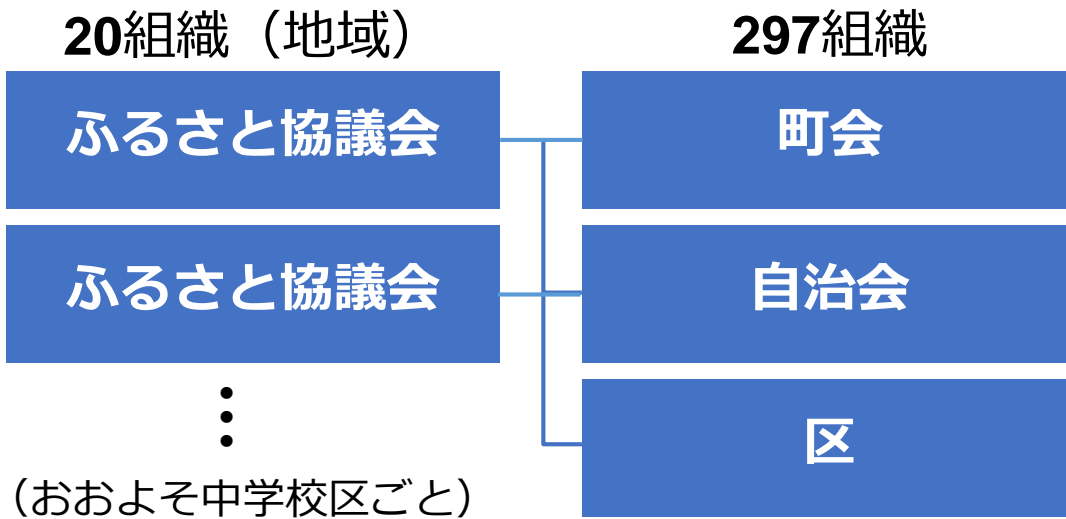 20組織（地域）
ふるさと協議会
ふるさと協議会
⋮
（おおよそ中学校区ごと）
297組織
町会
自治会
区